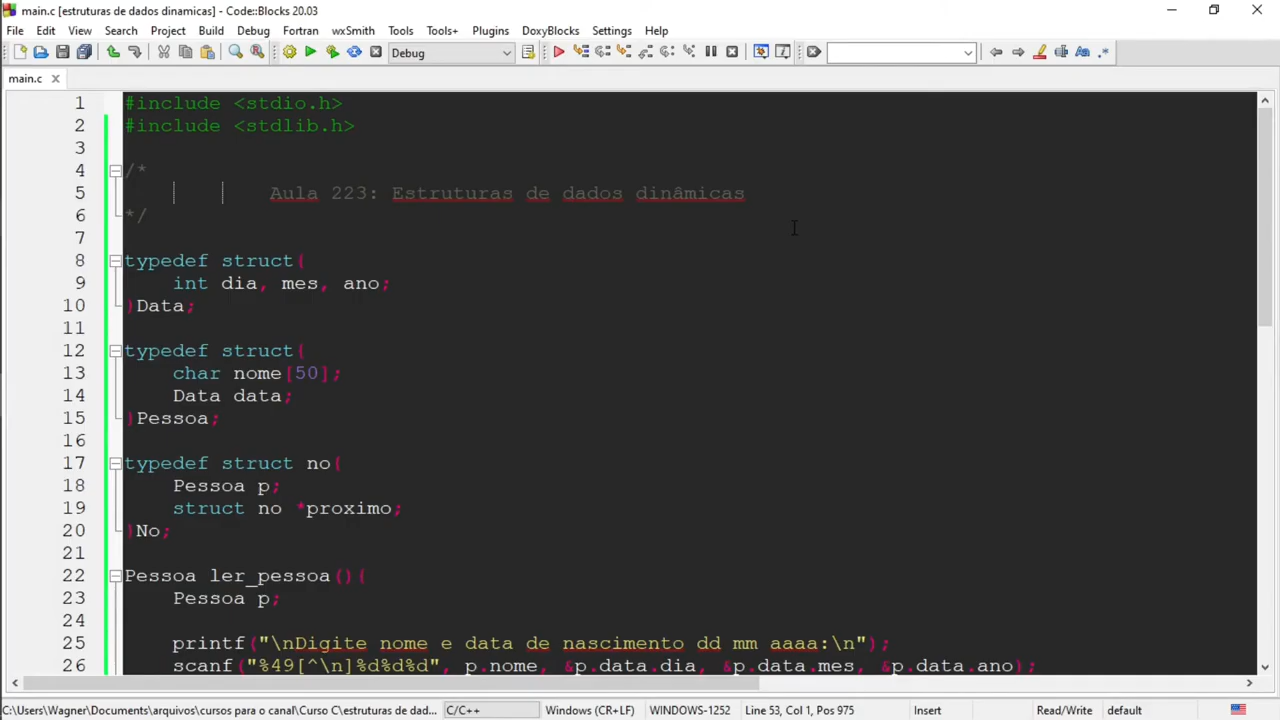 main.c [estruturas de dados dinamicas] - Code::Blocks 20.03
File Edit View Search Project Build Debug Fortran wxSmith Tools Tools+ Plugins DoxyBlocks Settings Help
Debug
main.c
1 #include <stdio.h>
2 #include <stdlib.h>
3
4 /*
5 Aula 223: Estruturas de dados dinâmicas
6 */
7
8 typedef struct{
9 int dia, mes, ano;
10 }Data;
11
12 typedef struct{
13 char nome[50];
14 Data data;
15 }Pessoa;
16
17 typedef struct no{
18 Pessoa p;
19 struct no *proximo;
20 }No;
21
22 Pessoa ler_pessoa(){
23 Pessoa p;
24
25 printf("\nDigite nome e data de nascimento dd mm aaaa:\n");
26 scanf("%49[^\n]%d%d%d", p.nome, &p.data.dia, &p.data.mes, &p.data.ano);
C:\Users\Wagner\Documents\arquivos\cursos para o canal\Curso C\estruturas de dad... C/C++ Windows (CR+LF) WINDOWS-1252 Line 53, Col 1, Pos 975 Insert Read/Write default